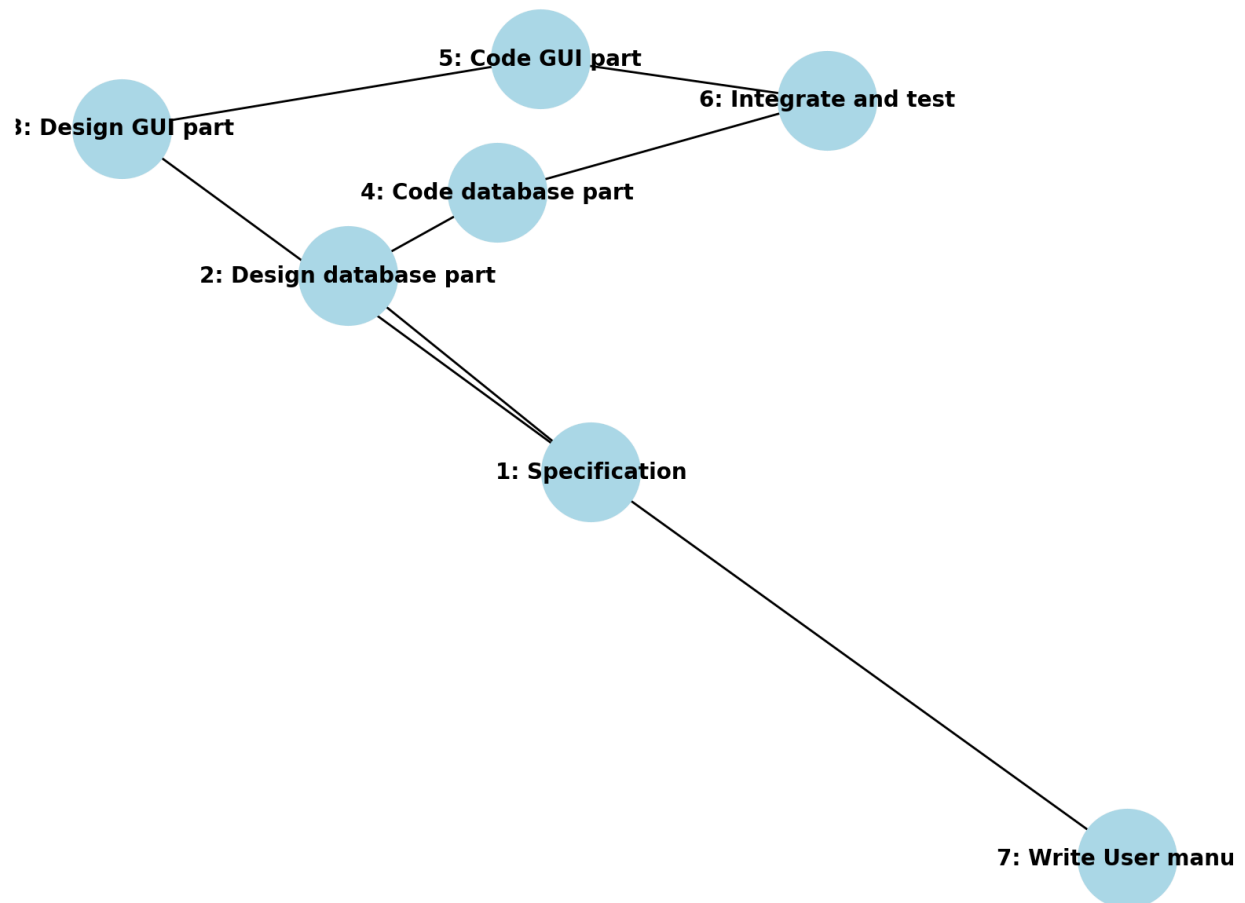 5: Code GUI part
6: Integrate and test
3: Design GUI part
4: Code database part
2: Design database part
1: Specification
7: Write User manu